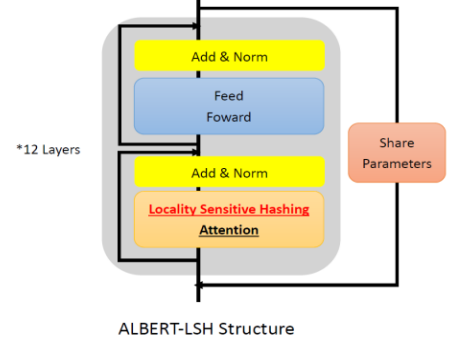 Add & Norm
Feed
Foward
*12 Layers
Share
Parameters
Add & Norm
Locality Sensitive Hashing
Attention
ALBERT-LSH Structure